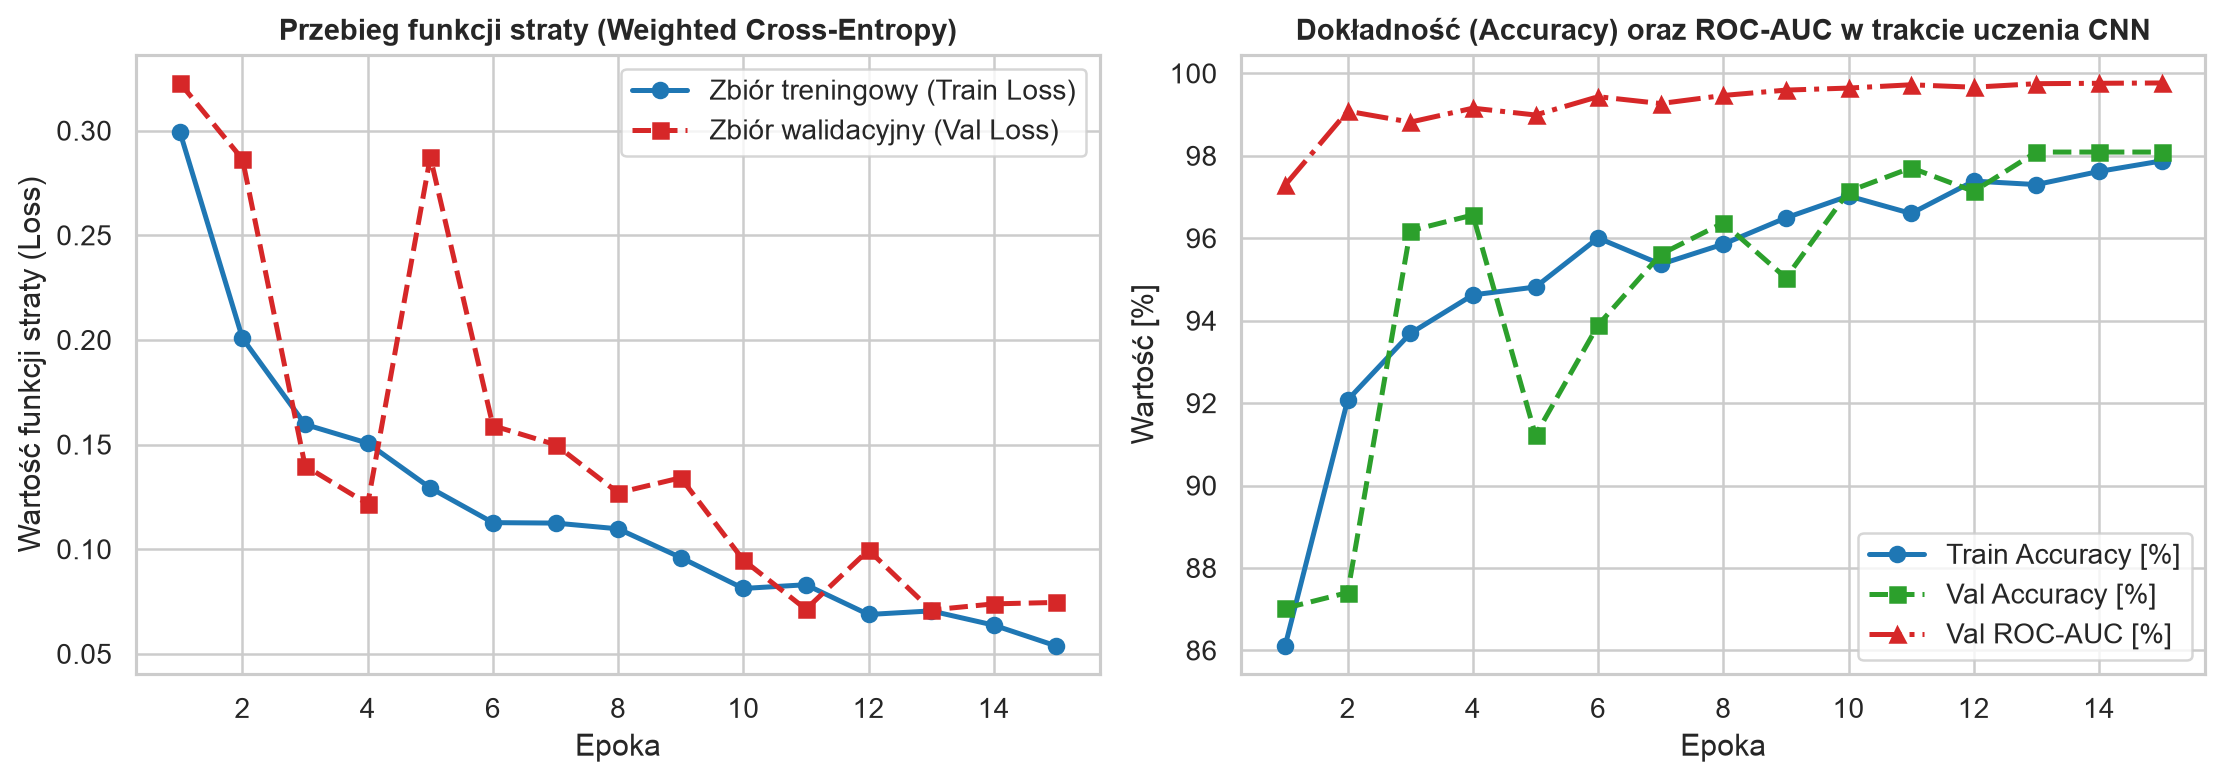 Przebieg funkcji straty (Weighted Cross-Entropy)
Zbiór treningowy (Train Loss)
Zbiór walidacyjny (Val Loss)
Wartość funkcji straty (Loss)
0.30
0.25
0.20
0.15
0.10
0.05
2 4 6 8 10 12 14
Epoka
Dokładność (Accuracy) oraz ROC-AUC w trakcie uczenia CNN
Wartość [%]
100
98
96
94
92
90
88
86
Train Accuracy [%]
Val Accuracy [%]
Val ROC-AUC [%]
2 4 6 8 10 12 14
Epoka